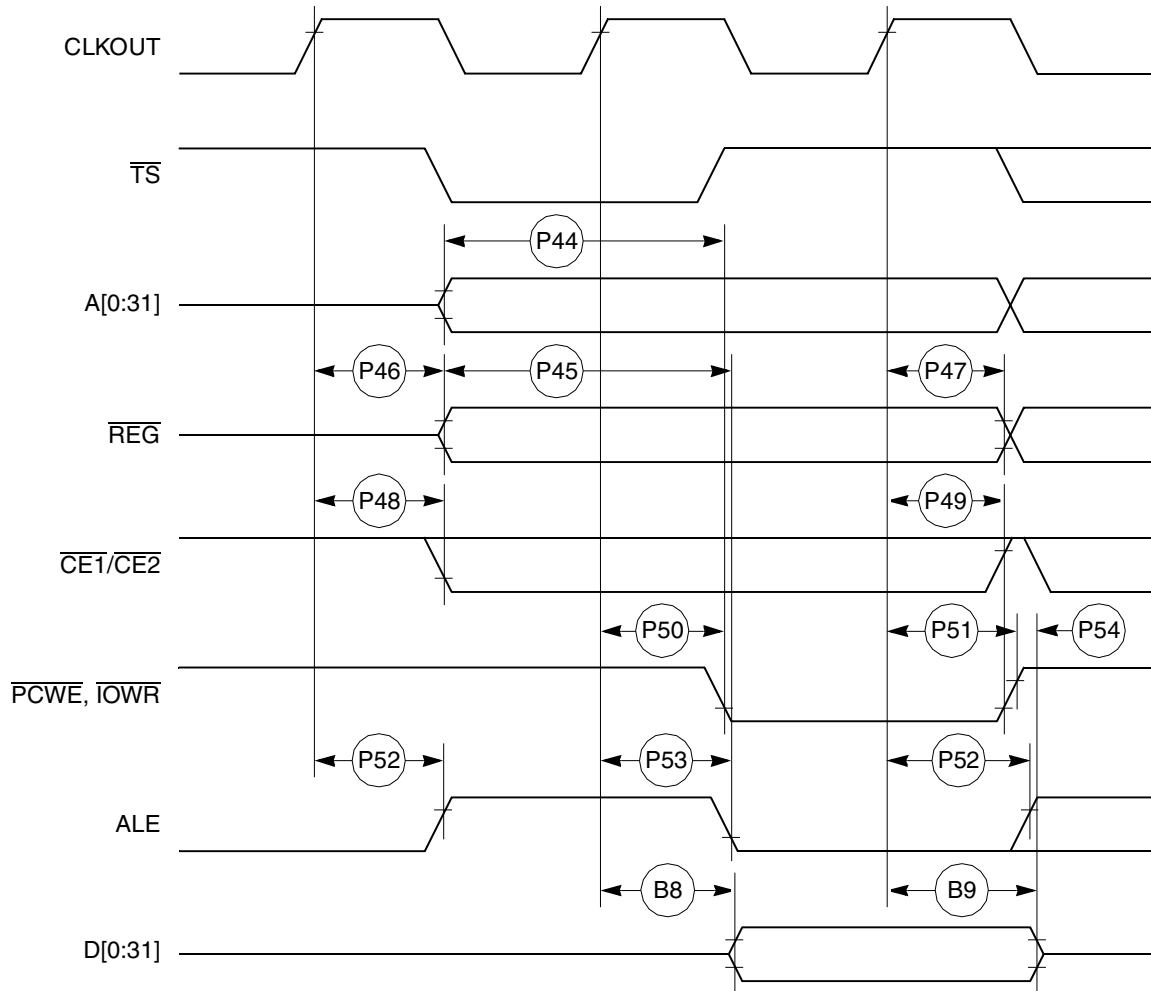 CLKOUT
TS
P44
A[0:31]
P46 P45 P47
REG
P48 P49
CE1/CE2
P50 P51 P54
PCWE, IOWR
P52 P53 P52
ALE
B8 B9
D[0:31]